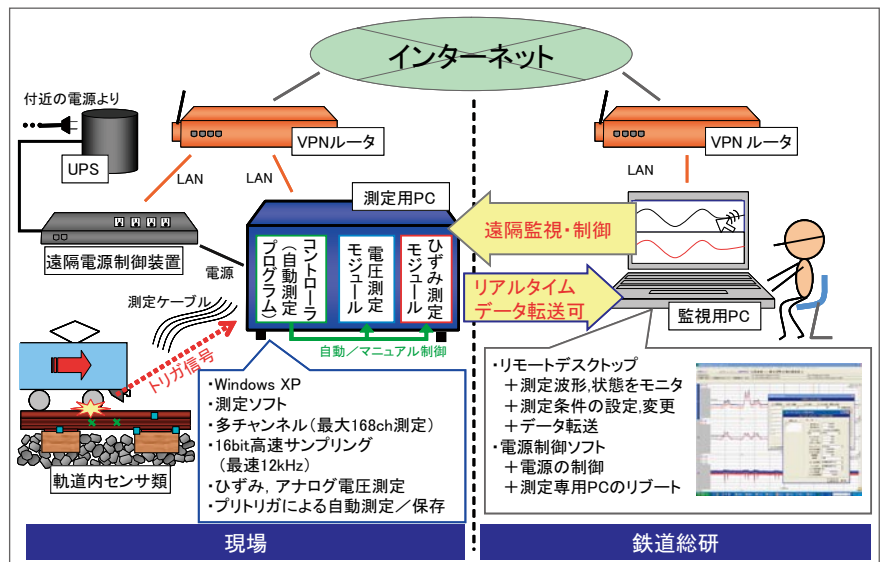 インターネット
付近の電源より
UPS
VPNルータ
VPN ルータ
LAN
LAN
LAN
測定用PC
遠隔監視・制御
遠隔電源制御装置
電源
コントローラ
(自動測定
プログラム)
電圧測定
モジュール
ひずみ測定
モジュール
リアルタイム
データ転送可
監視用PC
測定ケーブル
トリガ信号
自動/マニュアル制御
・Windows XP
・測定ソフト
・多チャンネル(最大168ch測定)
・16bit高速サンプリング
(最速12kHz)
・ひずみ, アナログ電圧測定
・プリトリガによる自動測定/保存
・リモートデスクトップ
+測定波形,状態をモニタ
+測定条件の設定,変更
+データ転送
・電源制御ソフト
+電源の制御
+測定専用PCのリブート
軌道内センサ類
現場
鉄道総研